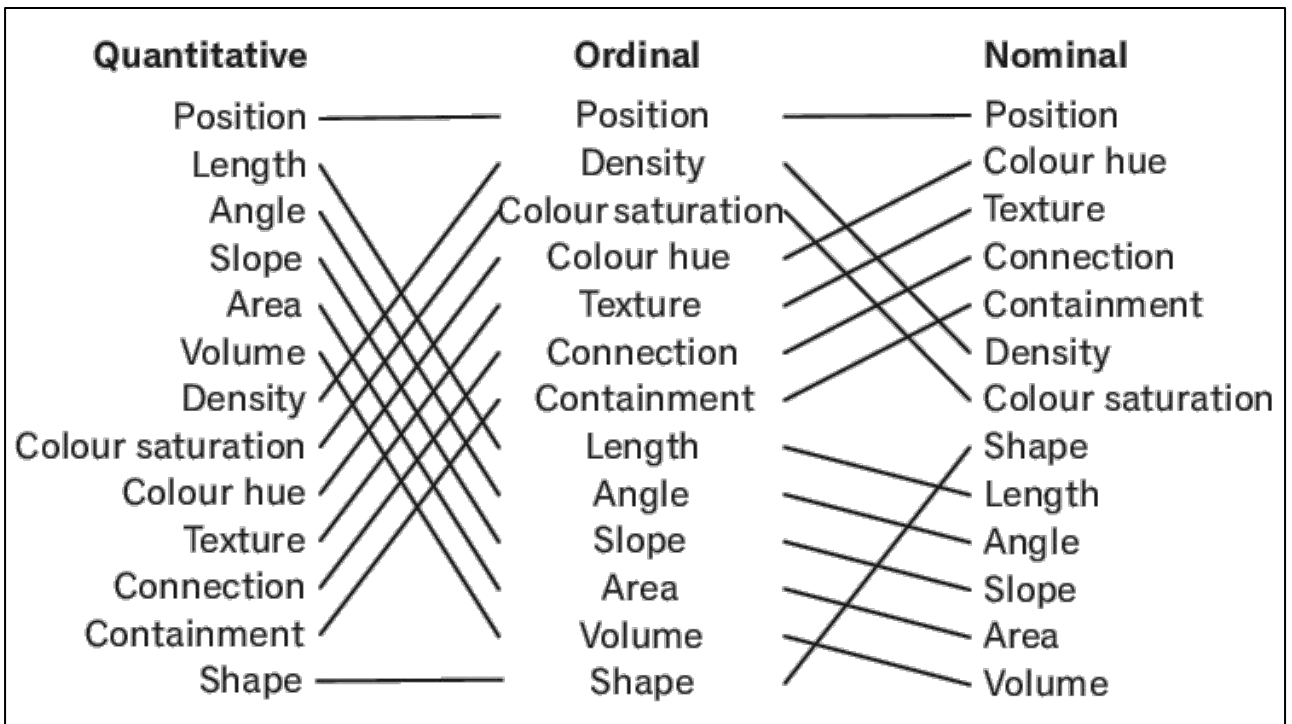 Quantitative Ordinal Nominal
Position Position Position
Length Density Colour hue
Angle Colour saturation Texture
Slope Colour hue Connection
Area Texture Containment
Volume Connection Density
Density Containment Colour saturation
Colour saturation Length Shape
Colour hue Angle Length
Texture Slope Angle
Connection Area Slope
Containment Volume Area
Shape Shape Volume